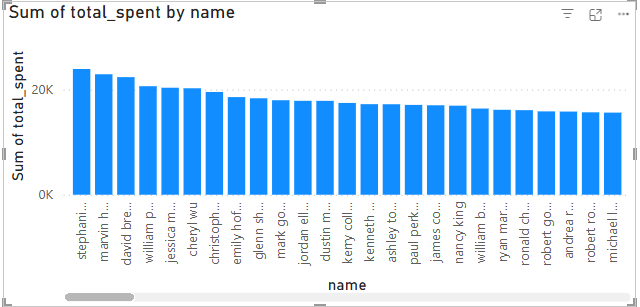 Sum of total_spent by name
Sum of total_spent
20K
0K
stephani...
marvin h...
david bre...
william p...
jessica m...
cheryl wu
christoph...
emily hof...
glenn sh...
mark go...
jordan ell...
dustin m...
kerry coll...
kenneth ...
ashley to...
paul perk...
james co...
nancy king
william b...
ryan mar...
ronald ch...
robert go...
andrea r...
robert ro...
michael l...
name